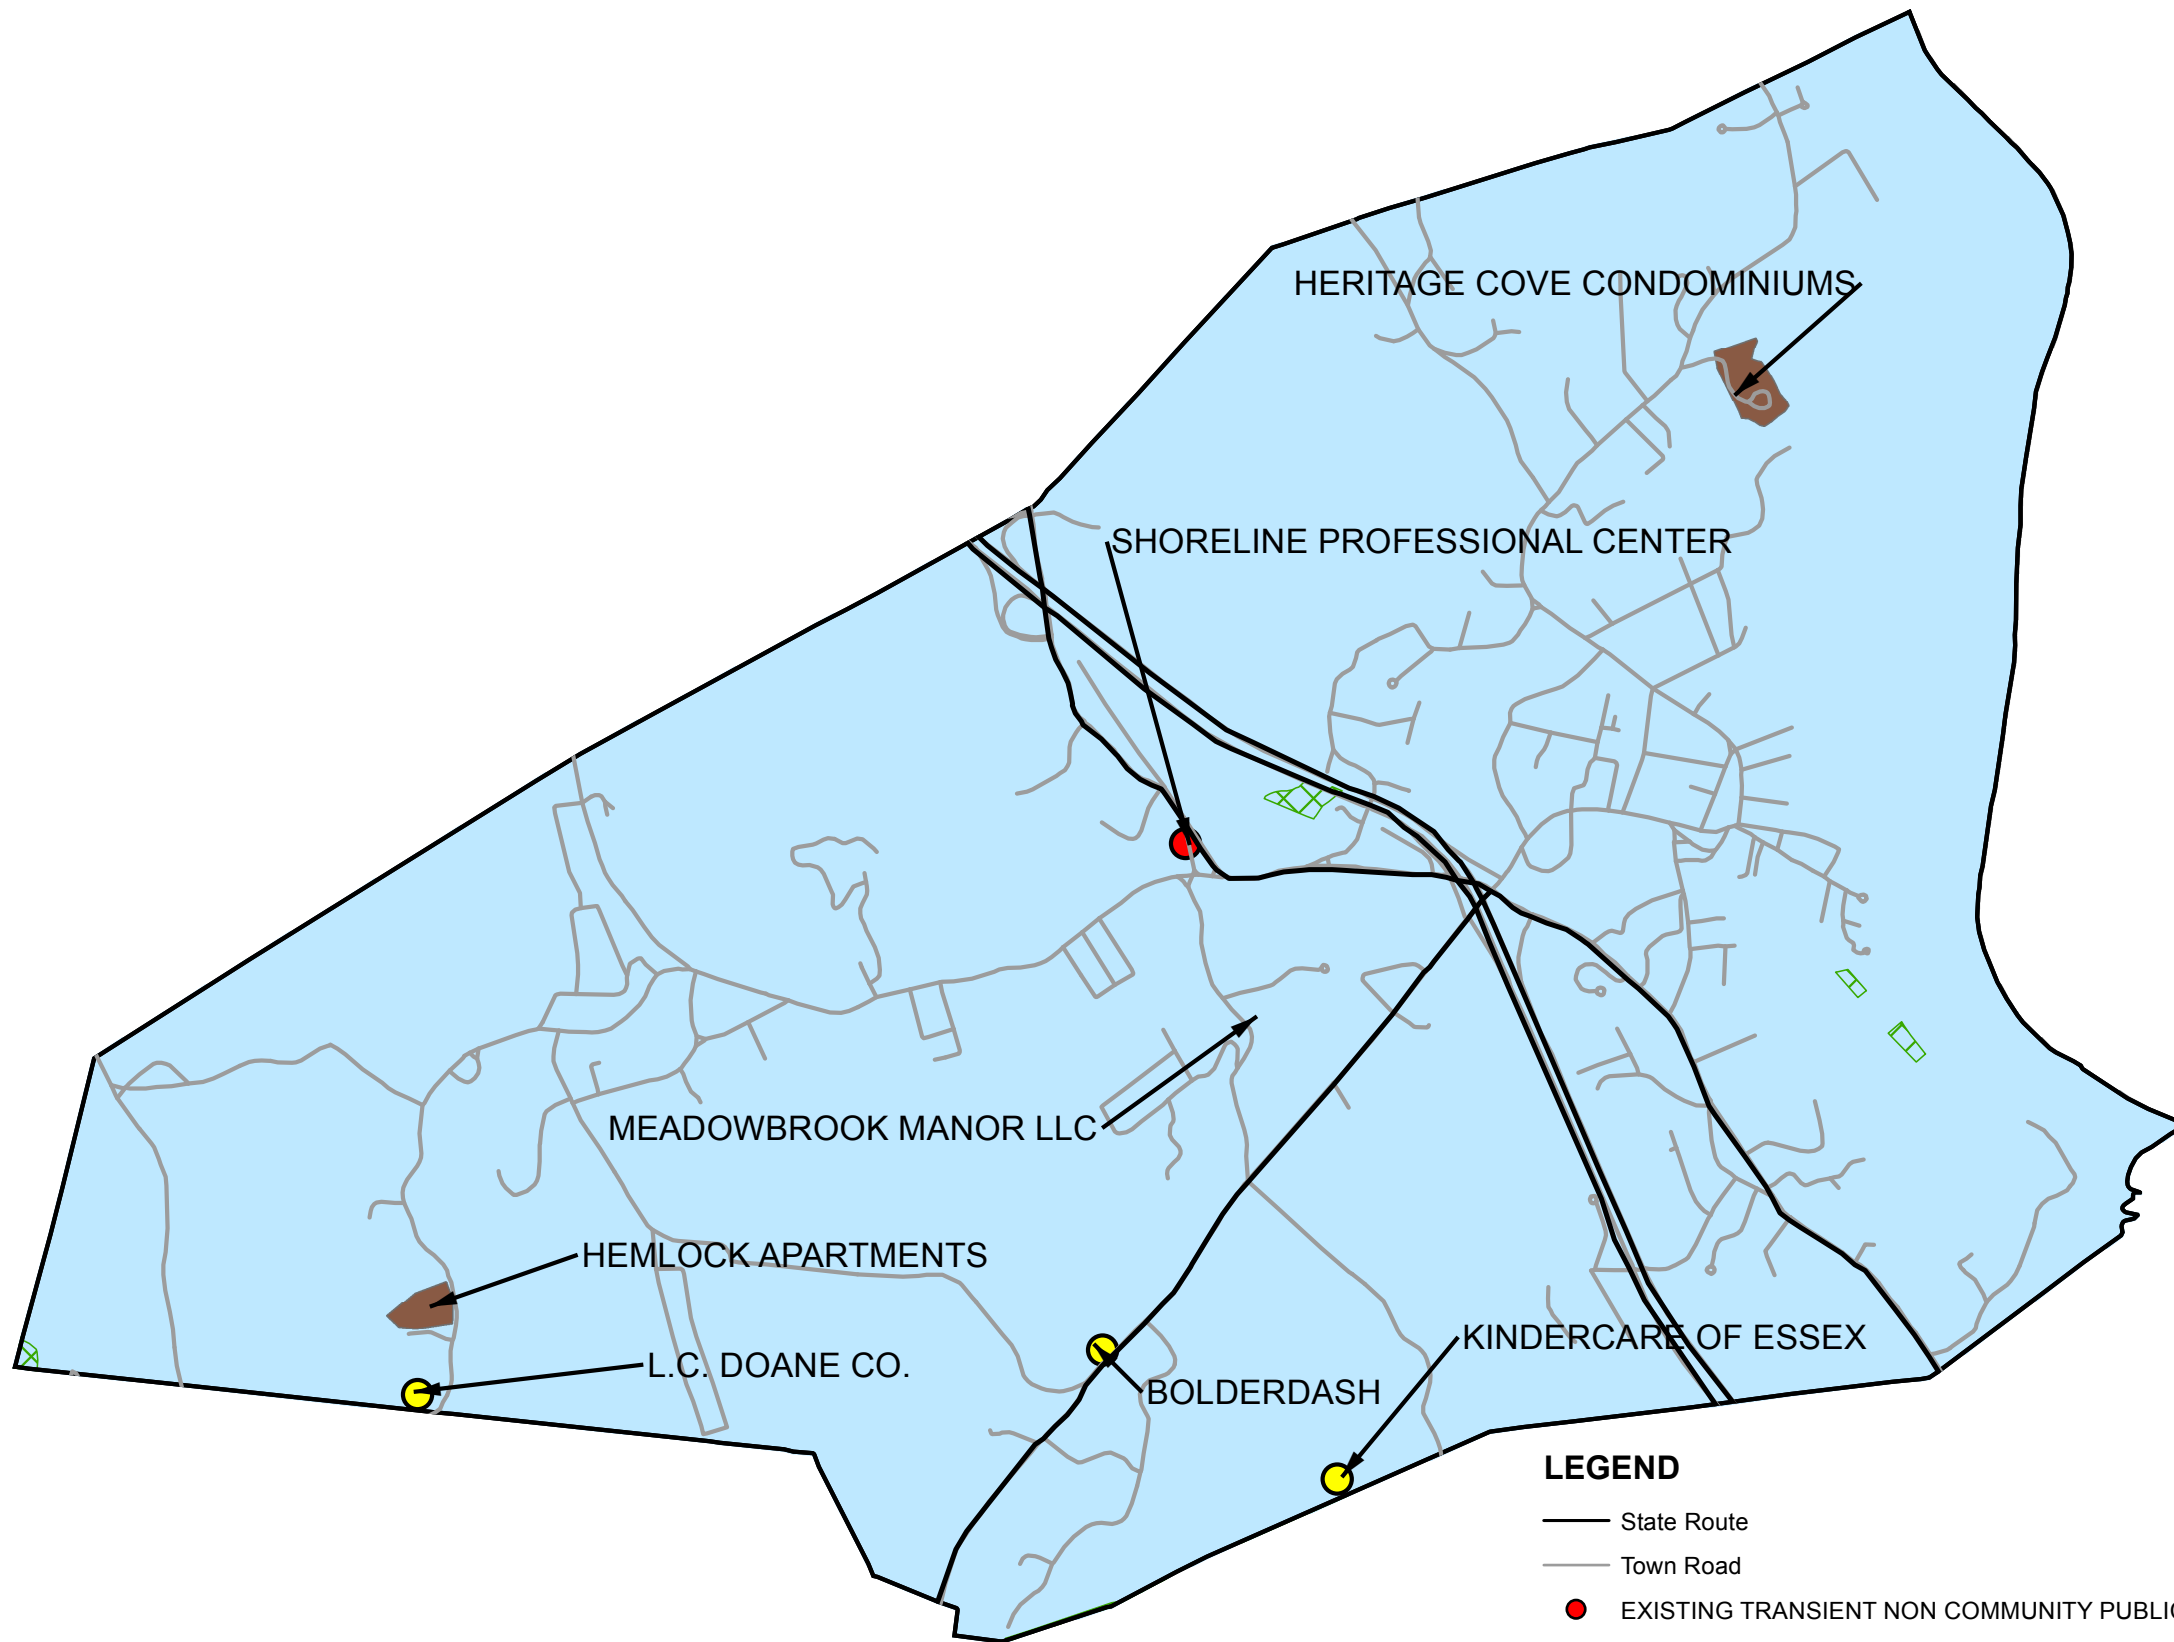 HERITAGE COVE CONDOMINIUMS
SHORELINE PROFESSIONAL CENTER
MEADOWBROOK MANOR LLC
HEMLOCK APARTMENTS
KINDERCARE OF ESSEX
L.C. DOANE CO.
BOLDERDASH
LEGEND
State Route
Town Road
EXISTING TRANSIENT NON COMMUNITY